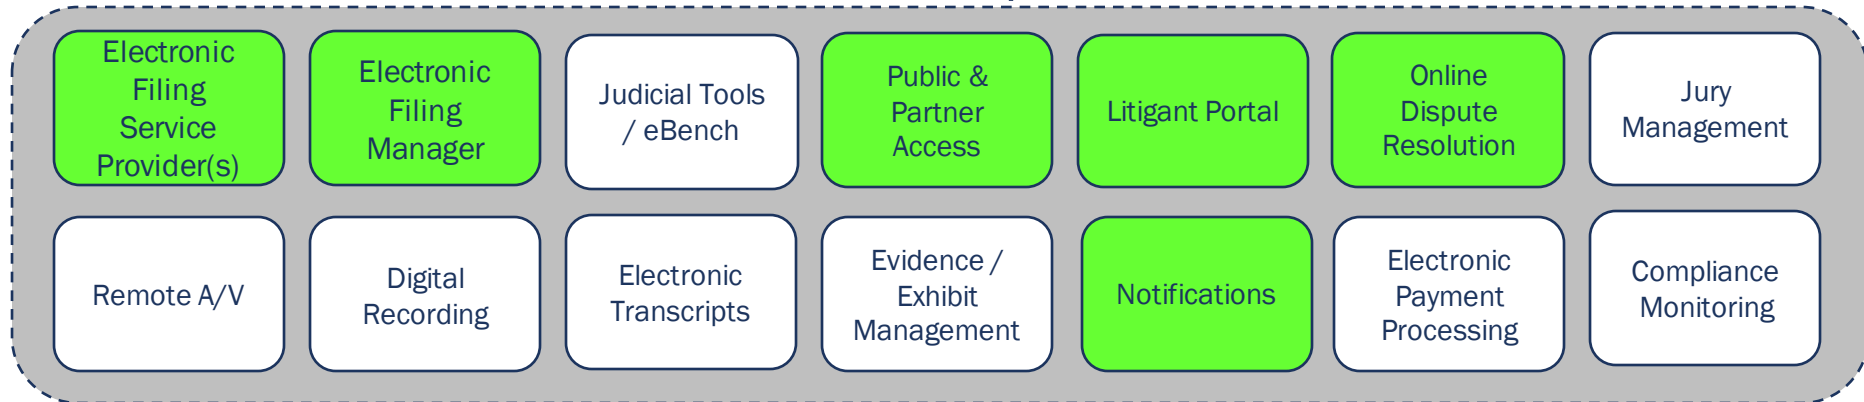 Electronic
Filing
Service
Provider(s)
Electronic
Filing
Manager
Judicial Tools
/ eBench
Public &
Partner
Access
Litigant Portal
Online
Dispute
Resolution
Jury
Management
Remote A/V
Digital
Recording
Electronic
Transcripts
Evidence /
Exhibit
Management
Notifications
Electronic
Payment
Processing
Compliance
Monitoring